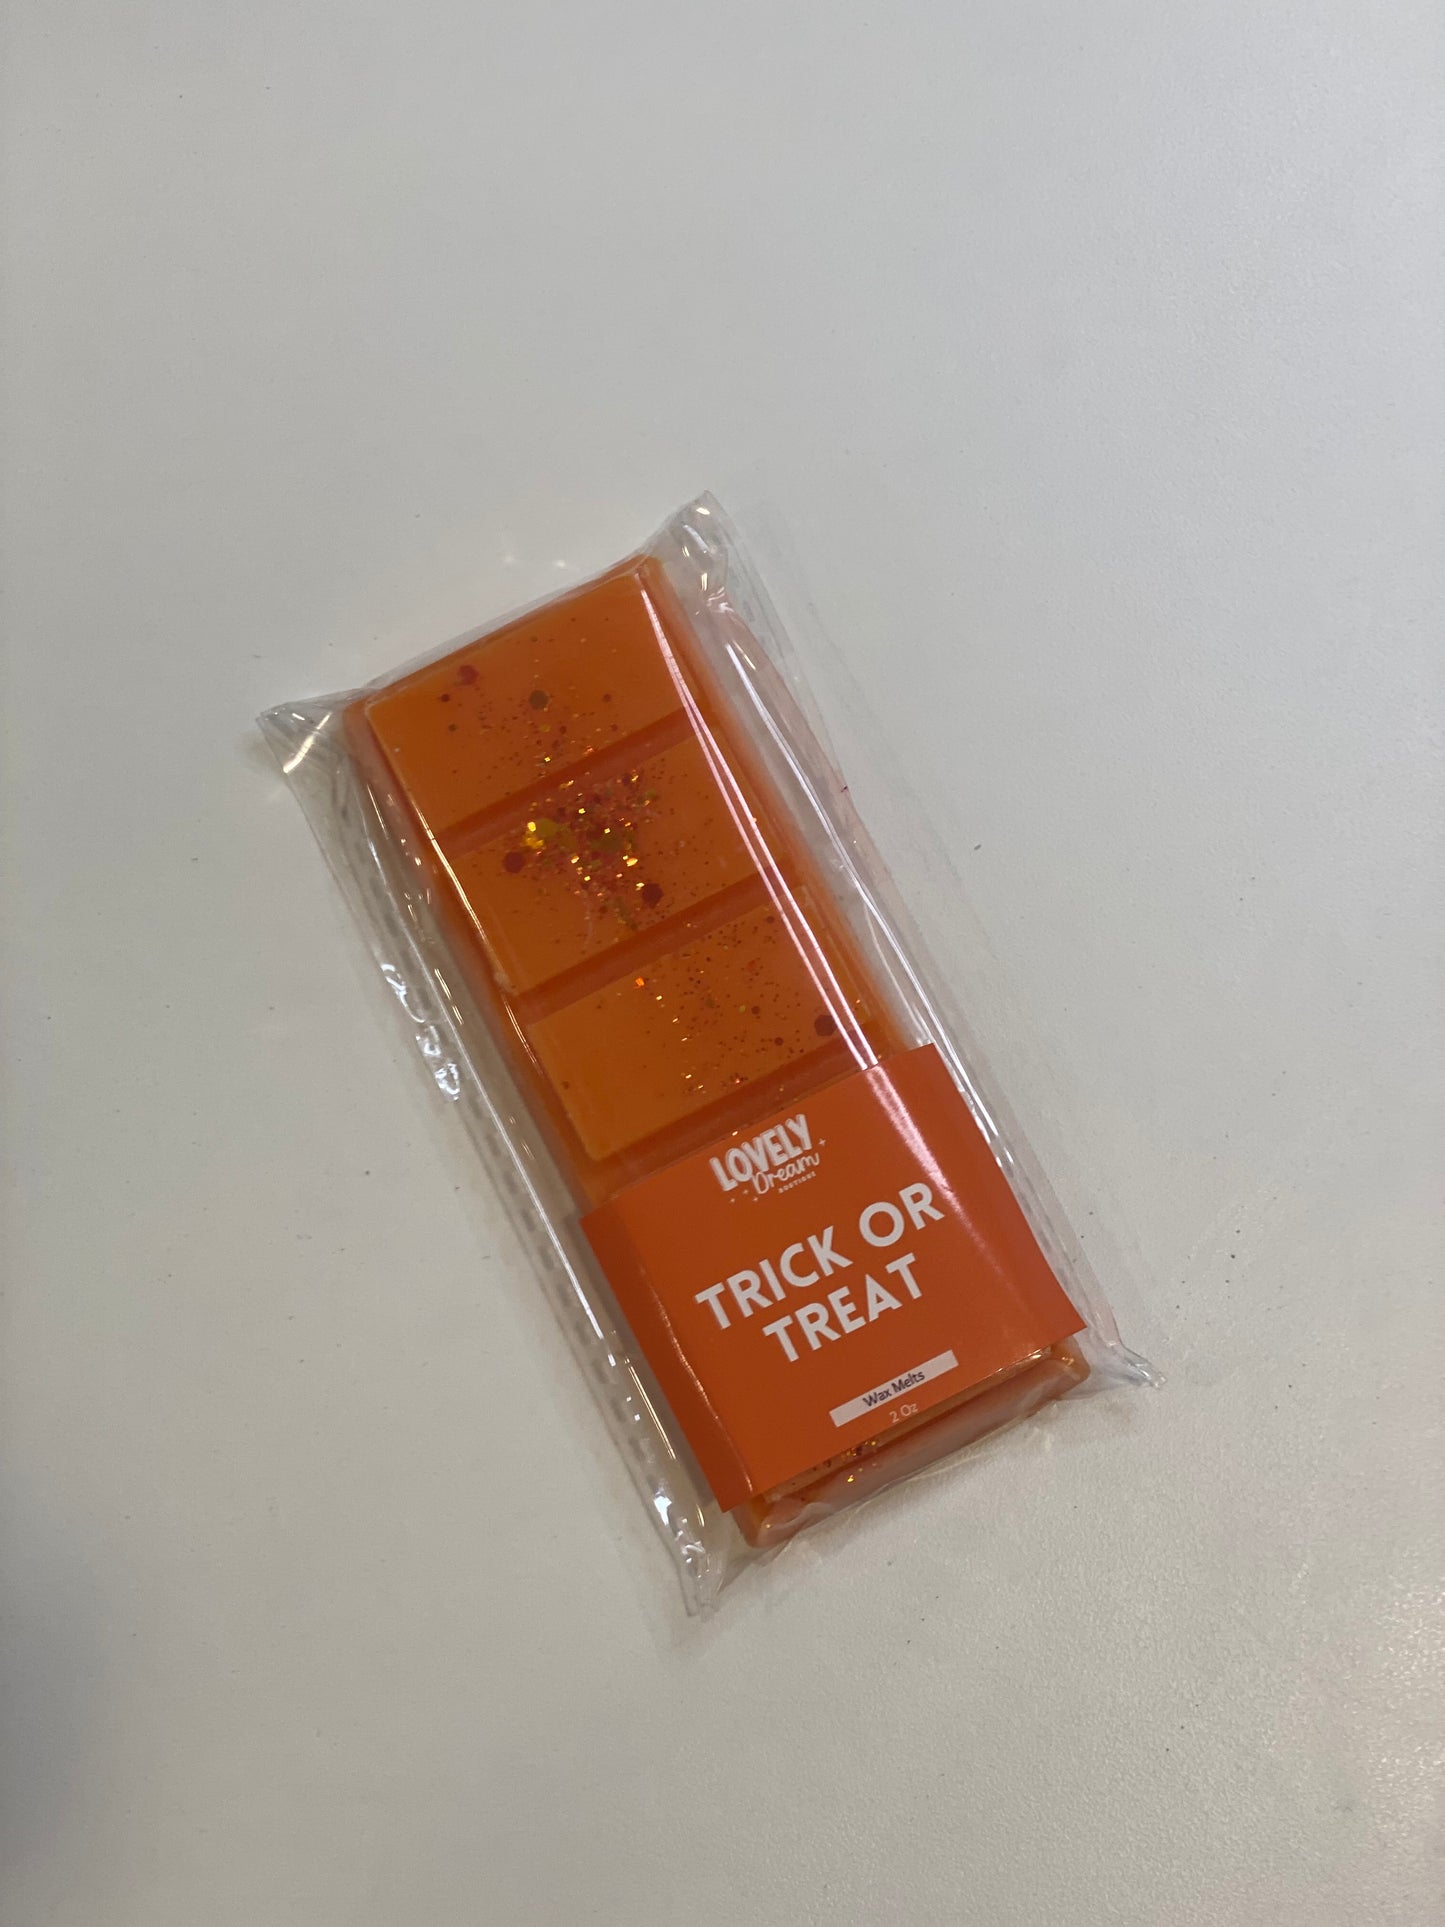 LOVELY
Dream
BOUTIQUE
TRICK OR
TREAT
Wax Melts
2 Oz